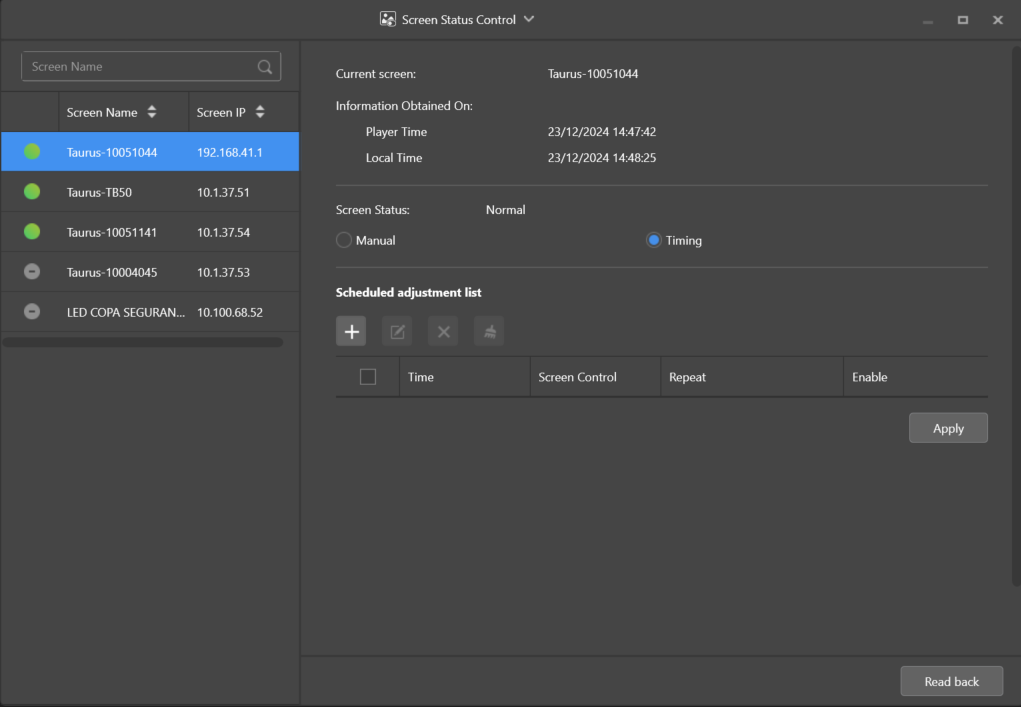 Screen Status Control
Screen Name
Screen Name Screen IP
Taurus-10051044 192.168.41.1
Taurus-TB50 10.1.37.51
Taurus-10051141 10.1.37.54
Taurus-10004045 10.1.37.53
LED COPA SEGURAN... 10.100.68.52
Current screen: Taurus-10051044
Information Obtained On:
Player Time 23/12/2024 14:47:42
Local Time 23/12/2024 14:48:25
Screen Status: Normal
Manual Timing
Scheduled adjustment list
Time Screen Control Repeat Enable
Apply
Read back